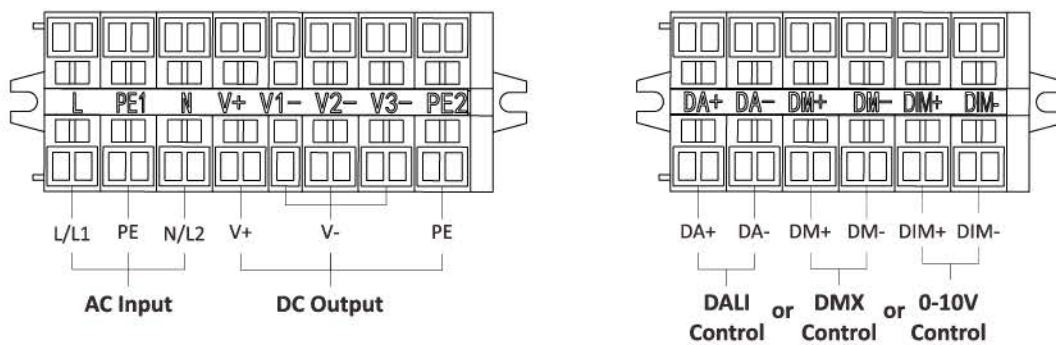 L PE1 N V+ V1- V2- V3- PE2
L/L1 PE N/L2 V+ V- PE
AC Input DC Output
DA+ DA- DM+ DM- DIM+ DIM-
DA+ DA- DM+ DM- DIM+ DIM-
DALI or DMX or 0-10V
Control Control Control